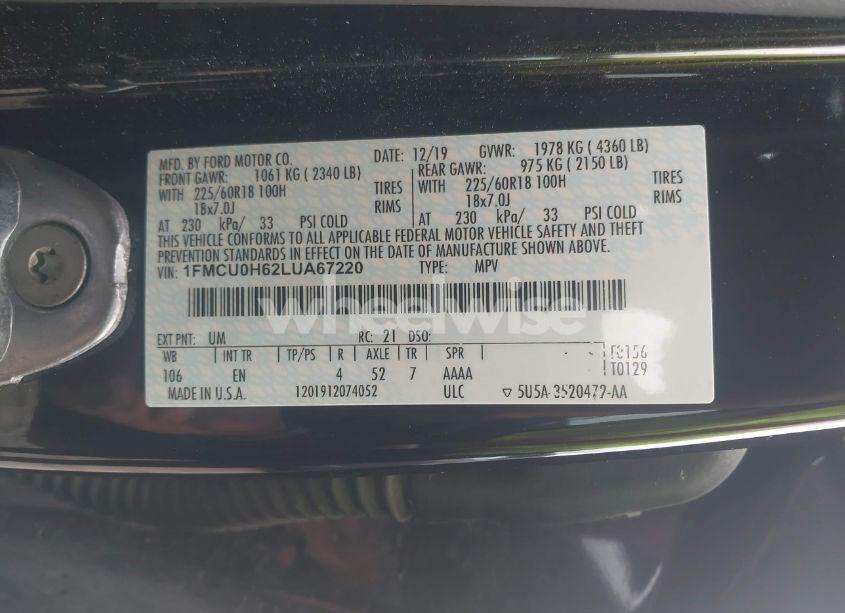 MFD. BY FORD MOTOR CO. DATE: 12/19 GVWR: 1978 KG ( 4360 LB)
FRONT GAWR: 1061 KG ( 2340 LB) REAR GAWR: 975 KG ( 2150 LB)
WITH 225/60R18 100H TIRES WITH 225/60R18 100H TIRES
18x7.0J RIMS 18x7.0J RIMS
AT 230 kPa/ 33 PSI COLD AT 230 kPa/ 33 PSI COLD
THIS VEHICLE CONFORMS TO ALL APPLICABLE FEDERAL MOTOR VEHICLE SAFETY AND THEFT
PREVENTION STANDARDS IN EFFECT ON THE DATE OF MANUFACTURE SHOWN ABOVE.
VIN: 1FMCU0H62LUA67220 TYPE: MPV
wheelwise
EXT PNT: UM RC: 21 DSO:
WB INT TR TP/PS R AXLE TR SPR
106 EN 4 52 7 AAAA T0129
MADE IN U.S.A. 1201912074052 ULC ▽ 5U5A-3520472-AA